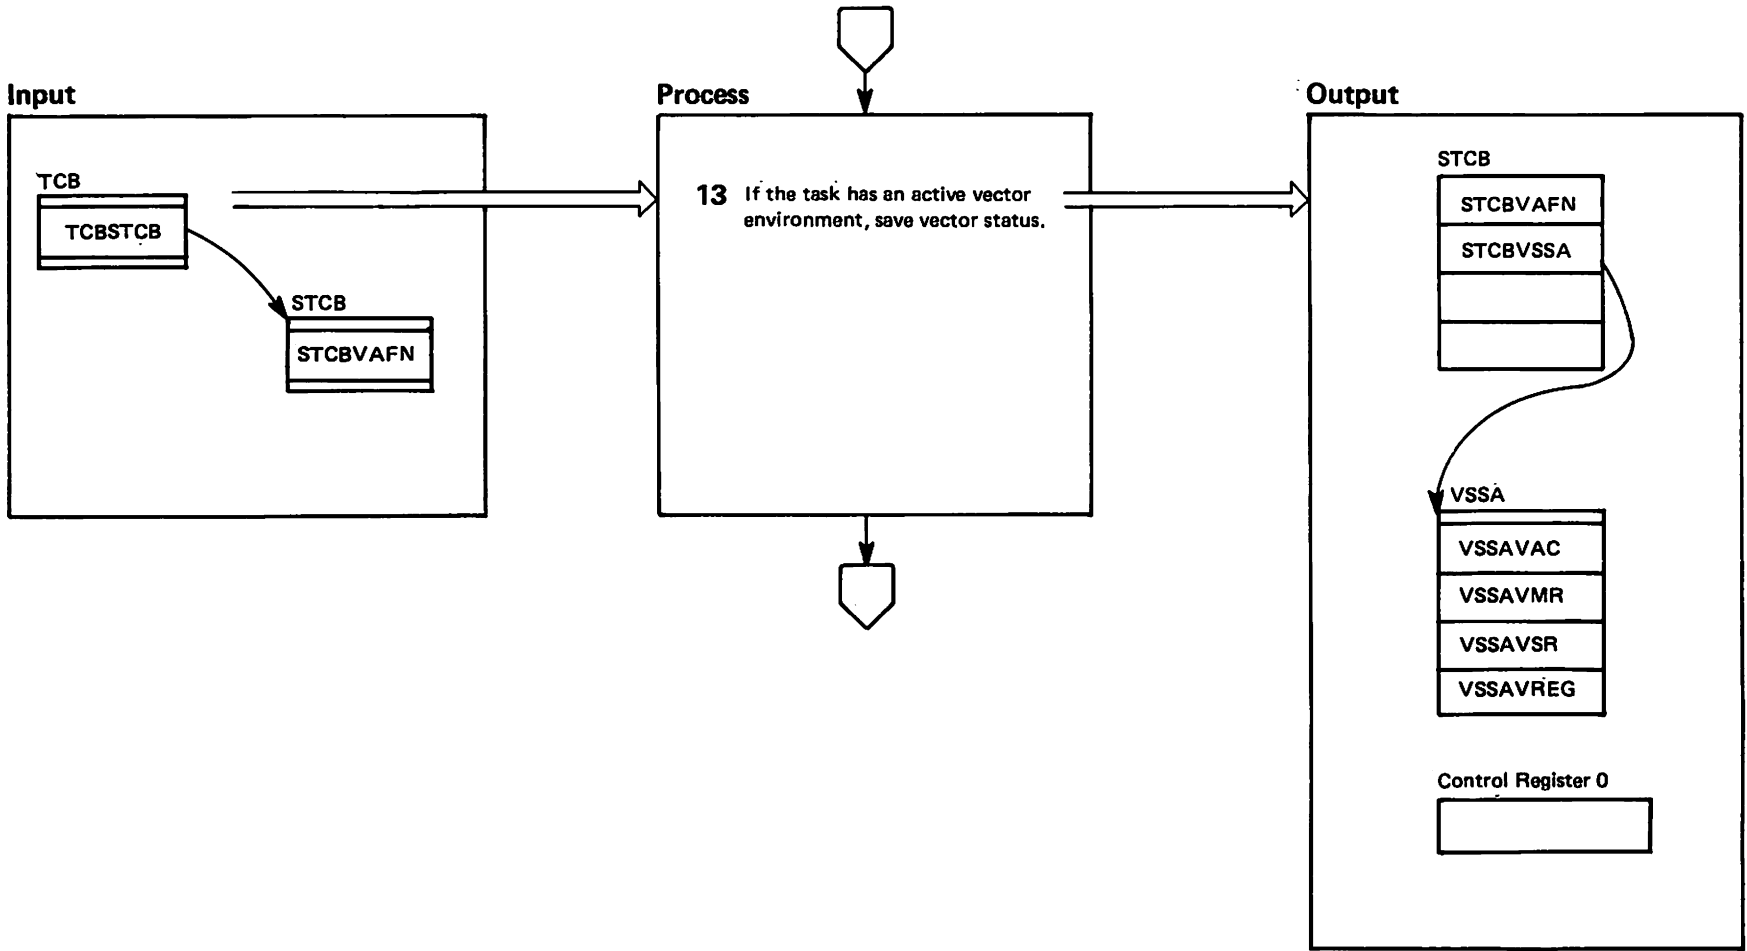 Input
TCB
TCBSTCB
STCB
STCBVAFN
Process
13 If the task has an active vector
environment, save vector status.
Output
STCB
STCBVAFN
STCBVSSA
VSSA
VSSAVAC
VSSAVMR
VSSAVSR
VSSAVREG
Control Register 0